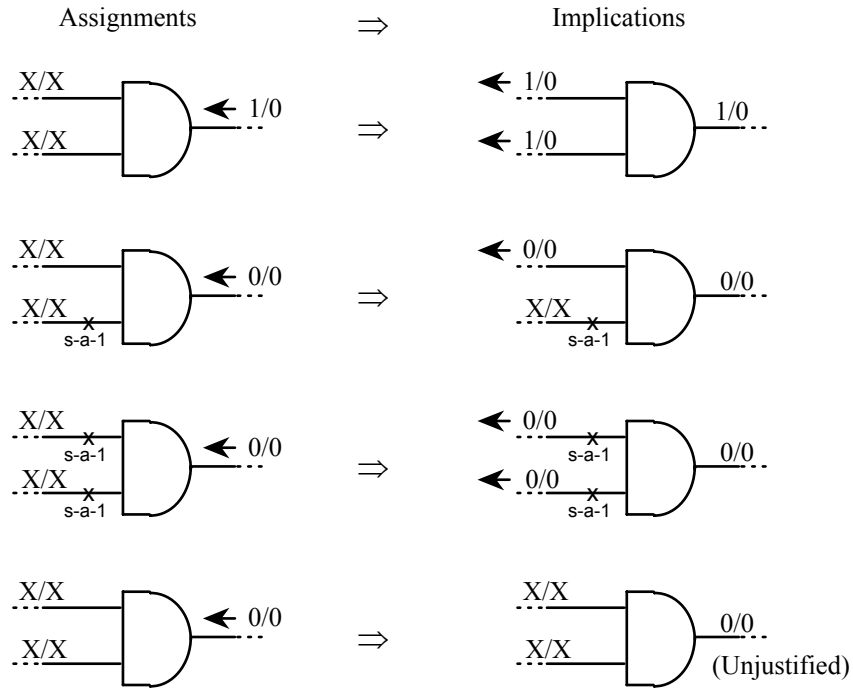 Assignments ⇒ Implications
X/X 1/0 ⇒ 1/0 1/0
X/X 1/0
X/X 0/0 ⇒ 0/0 0/0
X/X X/X
s-a-1 s-a-1
X/X 0/0 ⇒ 0/0 0/0
s-a-1 s-a-1
X/X 0/0
s-a-1 s-a-1
X/X 0/0 ⇒ X/X 0/0
X/X X/X (Unjustified)